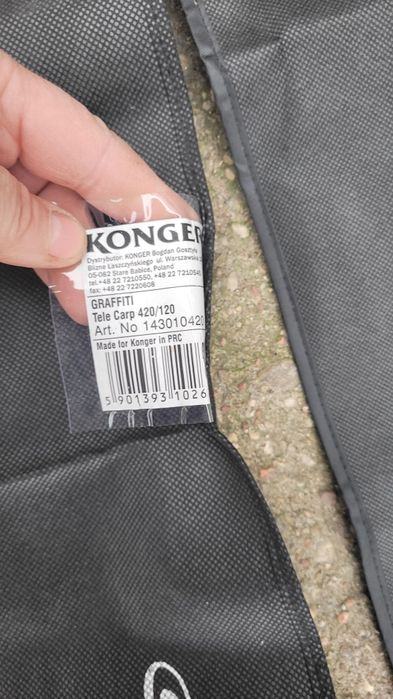 KONGER
Dystrybutor: KONGER Bogdan Gosztyła
Blizne Łaszczyńskiego ul. Warszawska
05-082 Stare Babice, Poland
tel.+48 22 7210550, +48 22 7210545
fax: +48 22 7220608
GRAFFITI
Tele Carp 420/120
Art. No 143010420
Made for Konger in PRC
5 901393 1026